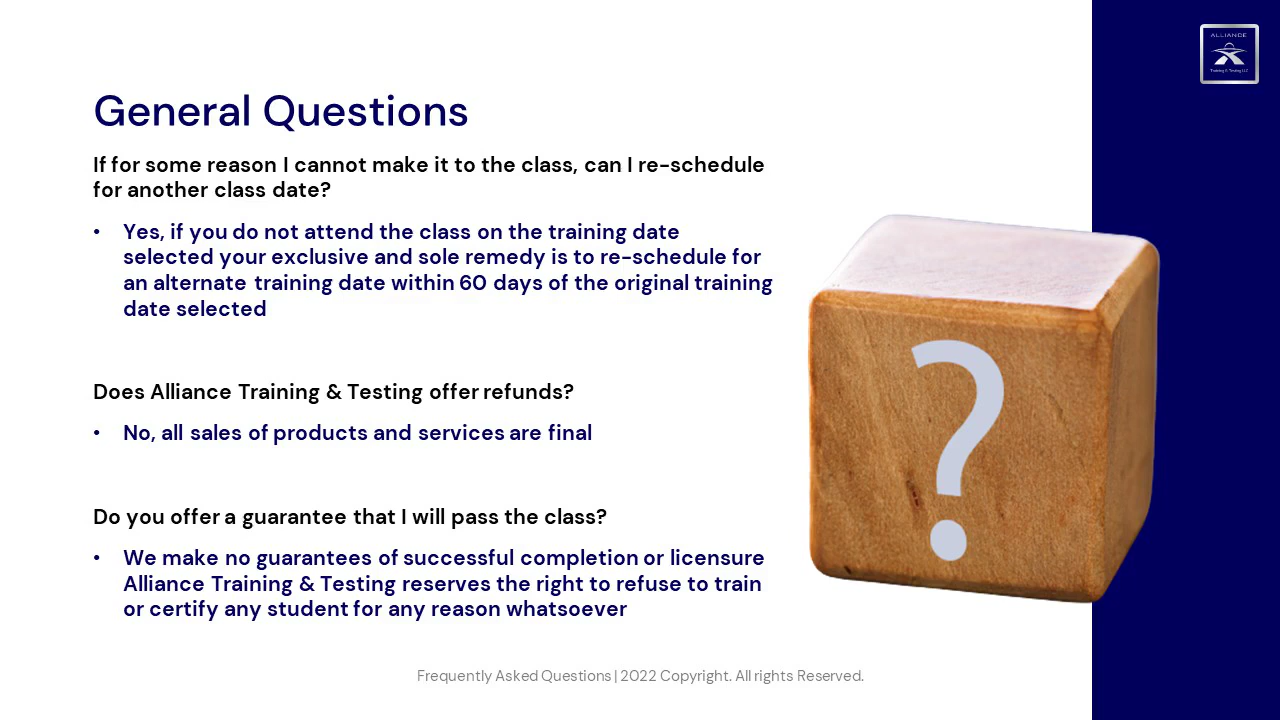 ALLIANCE
Training & Testing LLC
General Questions
If for some reason I cannot make it to the class, can I re-schedule
for another class date?
• Yes, if you do not attend the class on the training date
selected your exclusive and sole remedy is to re-schedule for
an alternate training date within 60 days of the original training
date selected
Does Alliance Training & Testing offer refunds?
• No, all sales of products and services are final
Do you offer a guarantee that I will pass the class?
• We make no guarantees of successful completion or licensure
Alliance Training & Testing reserves the right to refuse to train
or certify any student for any reason whatsoever
?
Frequently Asked Questions | 2022 Copyright. All rights Reserved.